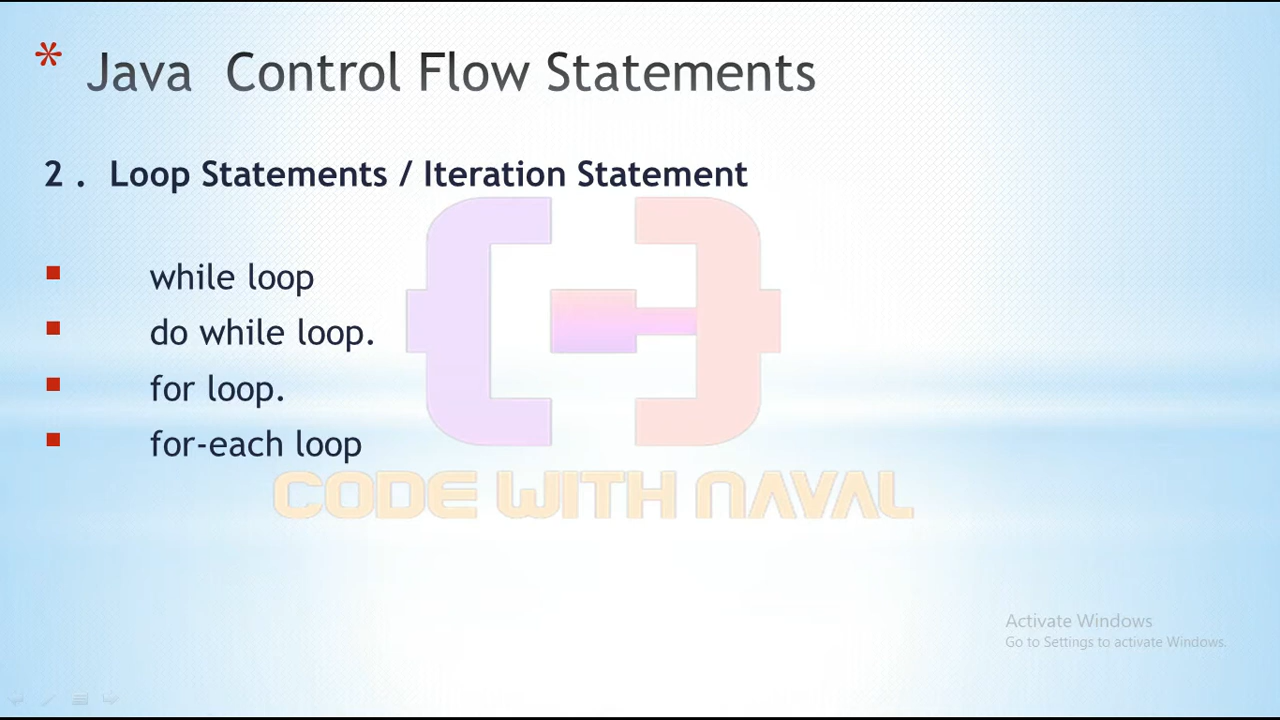 * Java Control Flow Statements
2 . Loop Statements / Iteration Statement
▪ while loop
▪ do while loop.
▪ for loop.
▪ for-each loop
CODE WITH NAVAL
Activate Windows
Go to Settings to activate Windows.